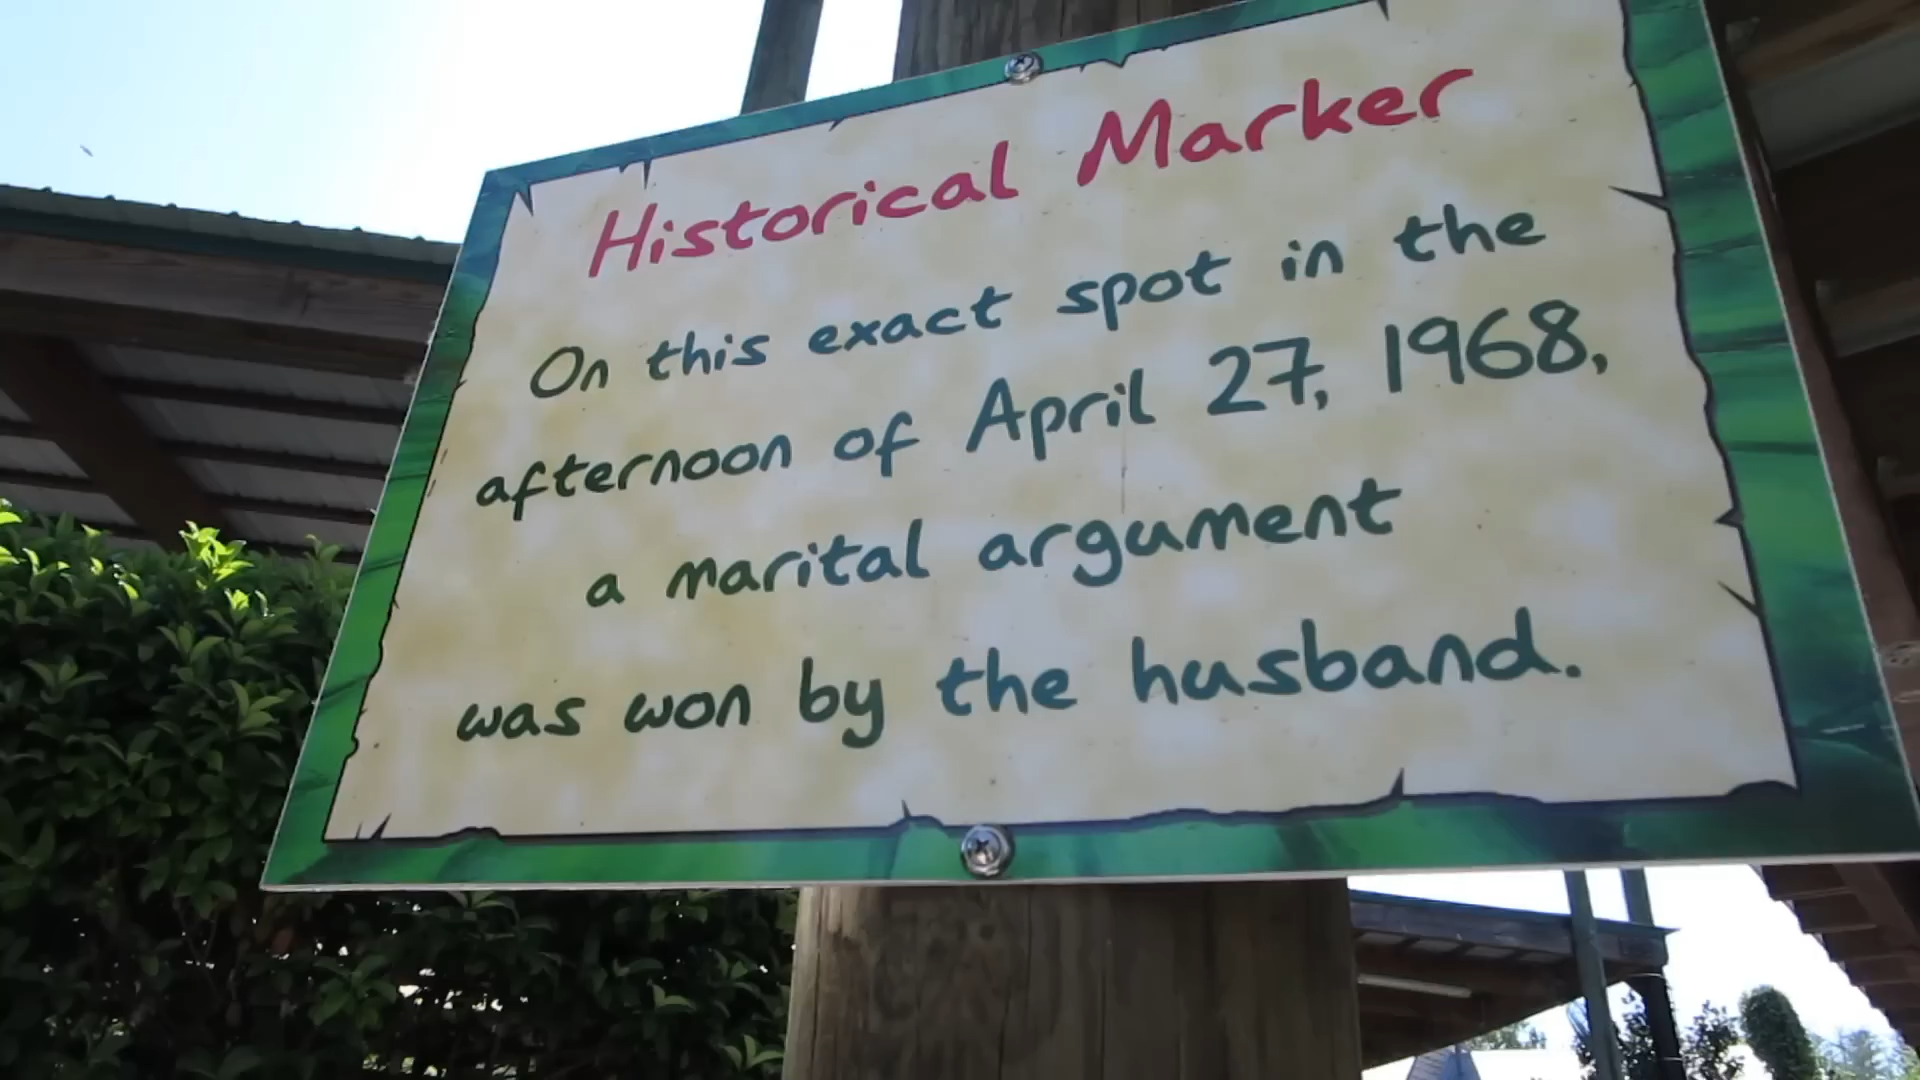 Historical Marker
On this exact spot in the
afternoon of April 27, 1968,
a marital argument
was won by the husband.